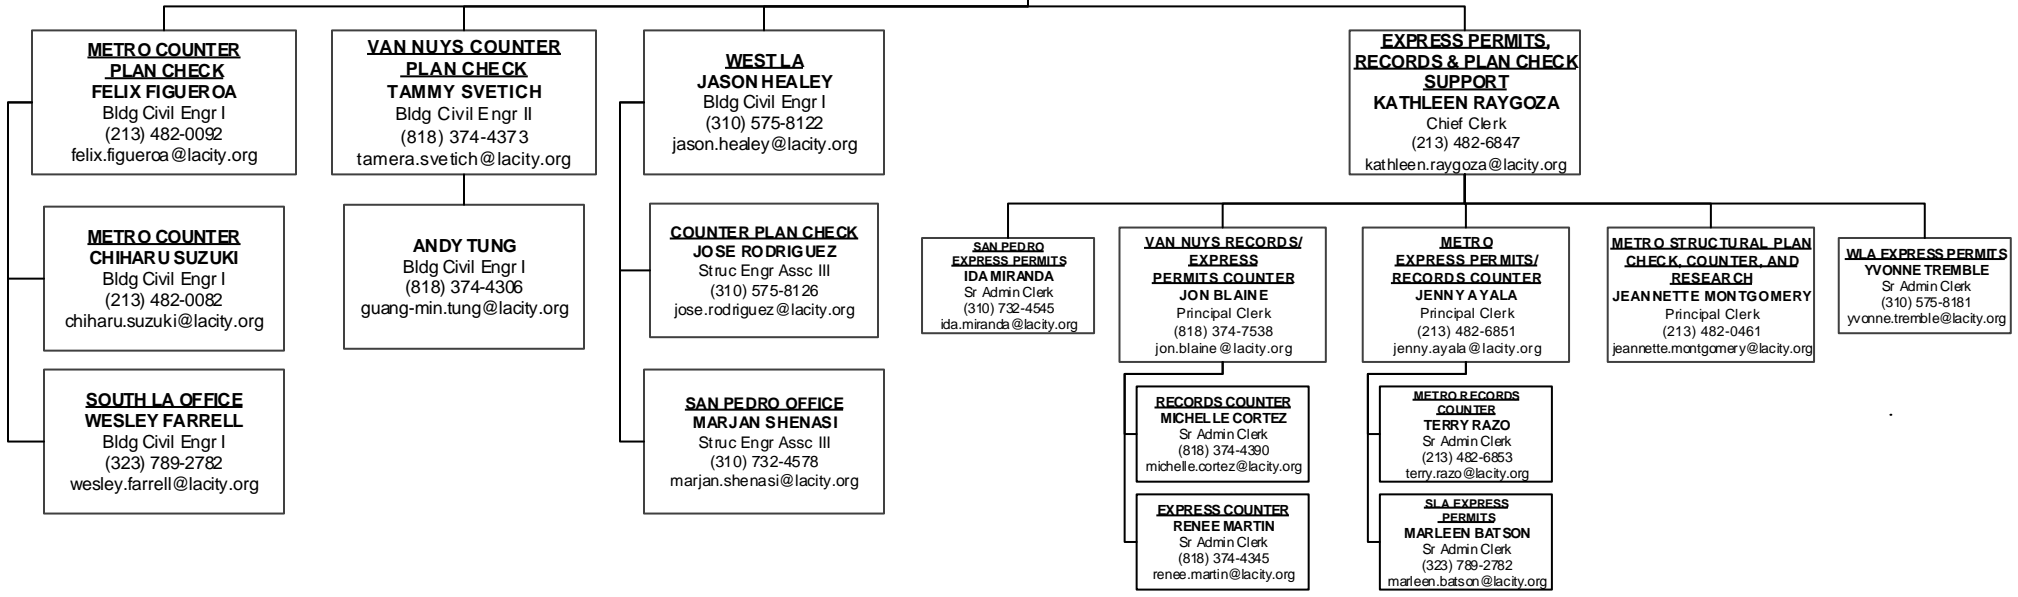 METRO COUNTER
PLAN CHECK
FELIX FIGUEROA
Bldg Civil Engr I
(213) 482-0092
felix.figueroa@lacity.org
METRO COUNTER
CHIHARU SUZUKI
Bldg Civil Engr I
(213) 482-0082
chiharu.suzuki@lacity.org
SOUTH LA OFFICE
WESLEY FARRELL
Bldg Civil Engr I
(323) 789-2782
wesley.farrell@lacity.org
VAN NUYS COUNTER
PLAN CHECK
TAMMY SVETICH
Bldg Civil Engr II
(818) 374-4373
tamera.svetich@lacity.org
ANDY TUNG
Bldg Civil Engr I
(818) 374-4306
guang-min.tung@lacity.org
WEST LA
JASON HEALEY
Bldg Civil Engr I
(310) 575-8122
jason.healey@lacity.org
COUNTER PLAN CHECK
JOSE RODRIGUEZ
Struc Engr Assc III
(310) 575-8126
jose.rodriguez@lacity.org
SAN PEDRO OFFICE
MARJAN SHENASI
Struc Engr Assc III
(310) 732-4578
marjan.shenasi@lacity.org
EXPRESS PERMITS,
RECORDS & PLAN CHECK
SUPPORT
KATHLEEN RAYGOZA
Chief Clerk
(213) 482-6847
kathleen.raygoza@lacity.org
SAN PEDRO
EXPRESS PERMITS
IDA MIRANDA
Sr Admin Clerk
(310) 732-4545
ida.miranda@lacity.org
VAN NUYS RECORDS/
EXPRESS
PERMITS COUNTER
JON BLAINE
Principal Clerk
(818) 374-7538
jon.blaine@lacity.org
RECORDS COUNTER
MICHELLE CORTEZ
Sr Admin Clerk
(818) 374-4390
michelle.cortez@lacity.org
EXPRESS COUNTER
RENEE MARTIN
Sr Admin Clerk
(818) 374-4345
renee.martin@lacity.org
METRO
EXPRESS PERMITS/
RECORDS COUNTER
JENNY AYALA
Principal Clerk
(213) 482-6851
jenny.ayala@lacity.org
METRO RECORDS
COUNTER
TERRY RAZO
Sr Admin Clerk
(213) 482-6853
terry.razo@lacity.org
SLA EXPRESS
PERMITS
MARLEEN BATSON
Sr Admin Clerk
(323) 789-2782
marleen.batson@lacity.org
METRO STRUCTURAL PLAN
CHECK, COUNTER, AND
RESEARCH
JEANNETTE MONTGOMERY
Principal Clerk
(213) 482-0461
jeannette.montgomery@lacity.org
WLA EXPRESS PERMITS
YVONNE TREMBLE
Sr Admin Clerk
(310) 575-8181
yvonne.tremble@lacity.org
.